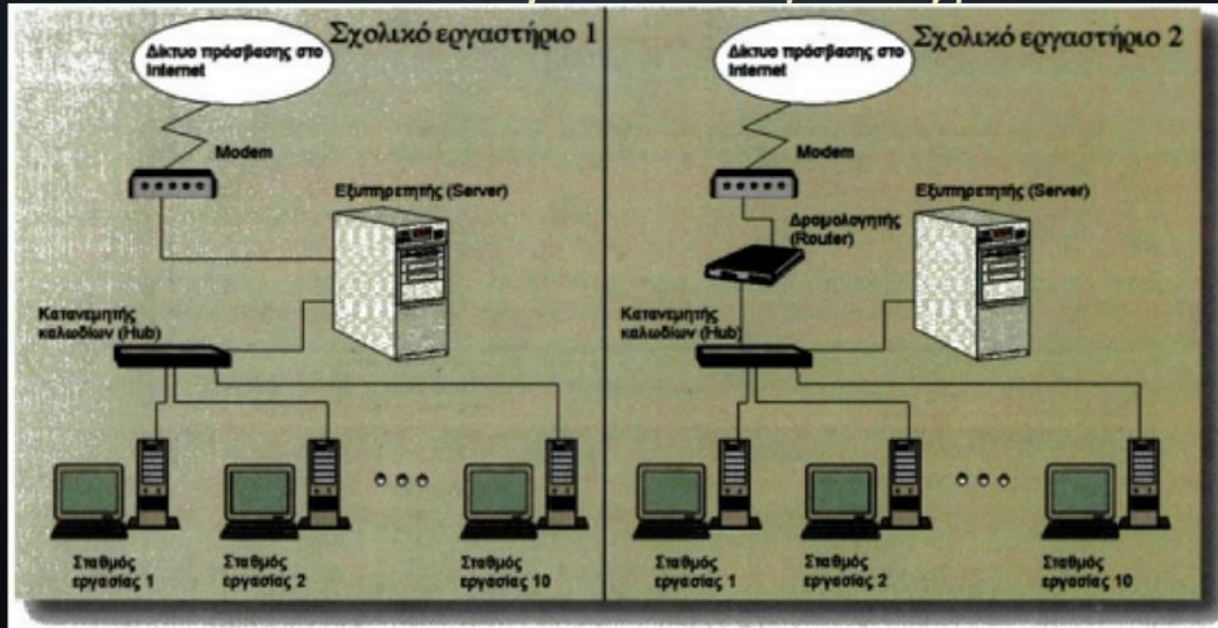 Σχολικό εργαστήριο 1
Δίκτυο πρόσβασης στο
Internet
Modem
Εξυπηρετητής (Server)
Κατανεμητής
καλωδίων (Hub)
Σταθμός
εργασίας 1
Σταθμός
εργασίας 2
Σταθμός
εργασίας 10
Σχολικό εργαστήριο 2
Δίκτυο πρόσβασης στο
Internet
Modem
Εξυπηρετητής (Server)
Δρομολογητής
(Router)
Κατανεμητής
καλωδίων (Hub)
Σταθμός
εργασίας 1
Σταθμός
εργασίας 2
Σταθμός
εργασίας 10